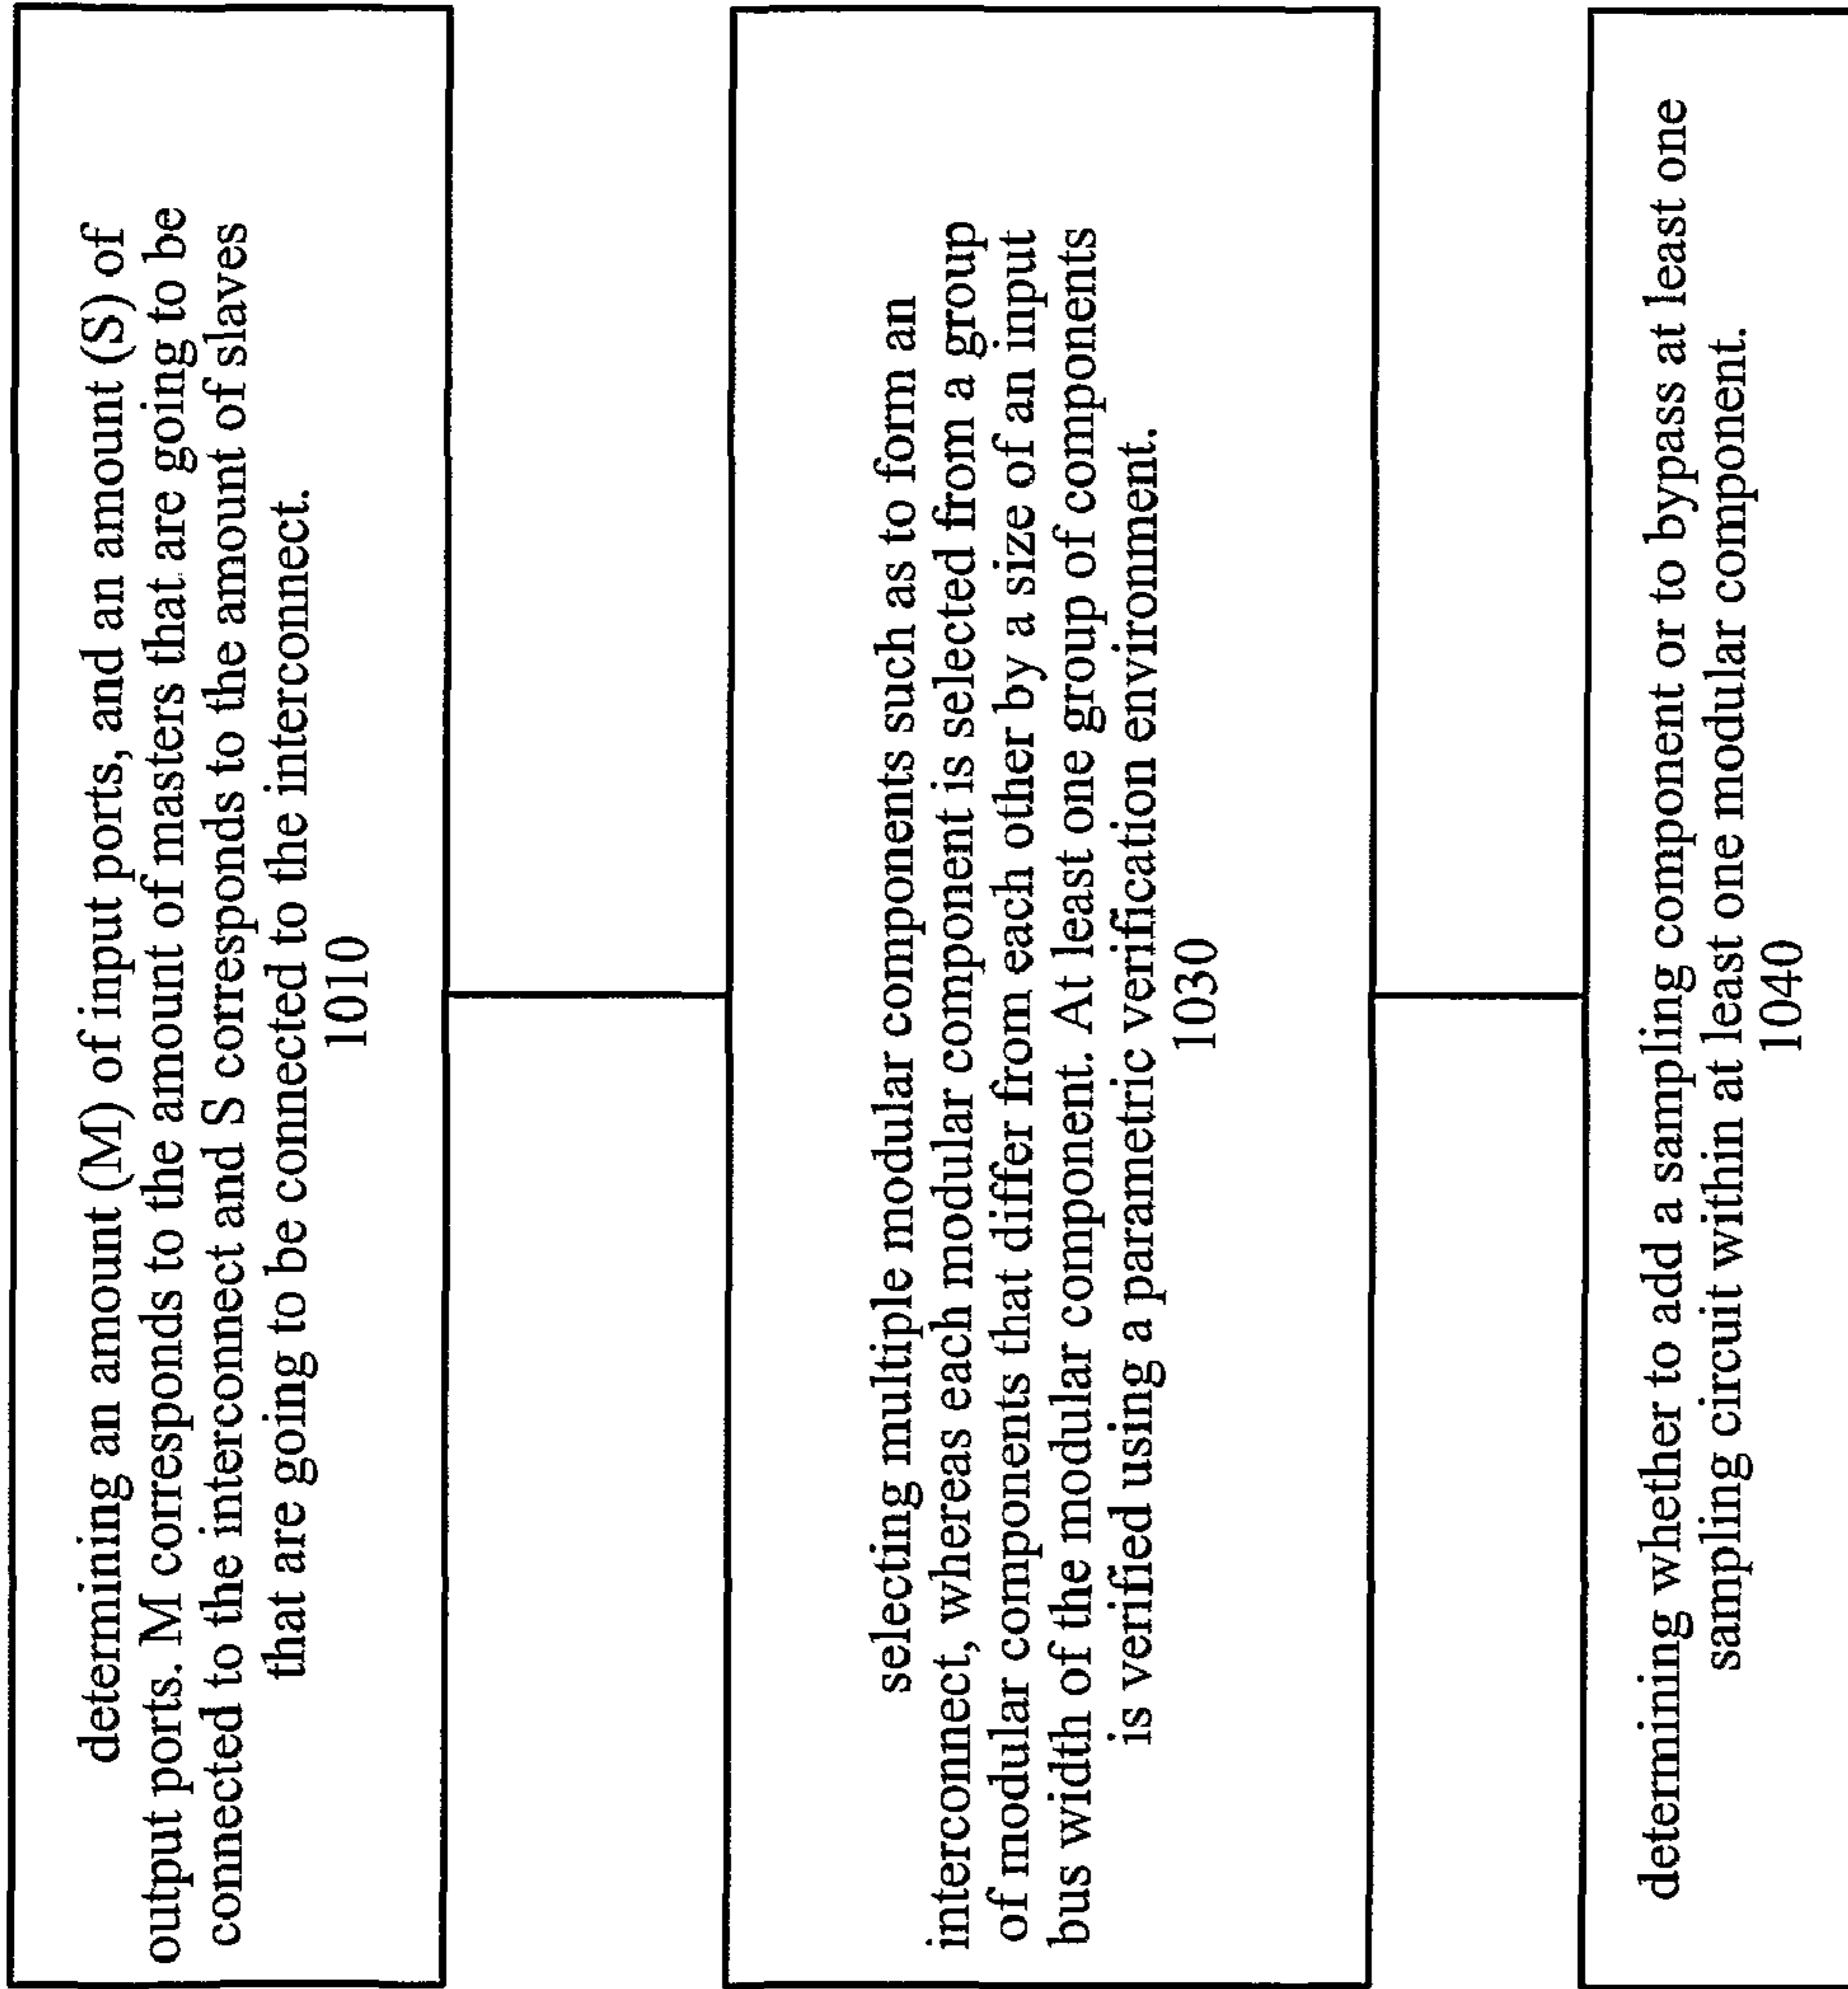 determining an amount (M) of input ports, and an amount (S) of
output ports. M corresponds to the amount of masters that are going to be
connected to the interconnect and S corresponds to the amount of slaves
that are going to be connected to the interconnect.
1010
selecting multiple modular components such as to form an
interconnect, whereas each modular component is selected from a group
of modular components that differ from each other by a size of an input
bus width of the modular component. At least one group of components
is verified using a parametric verification environment.
1030
determining whether to add a sampling component or to bypass at least one
sampling circuit within at least one modular component.
1040